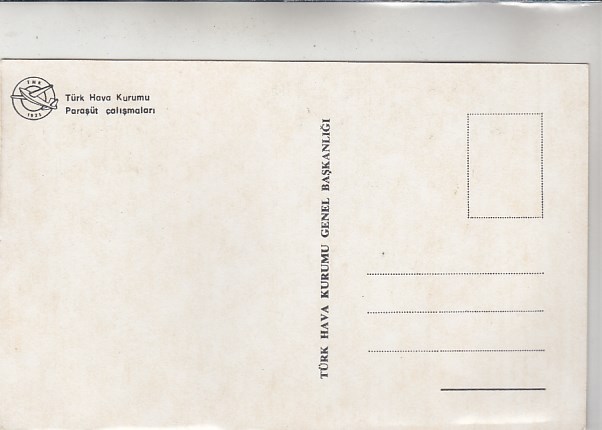 THK
1925
Türk Hava Kurumu
Paraşüt çalışmaları
TÜRK HAVA KURUMU GENEL BAŞKANLIĞI